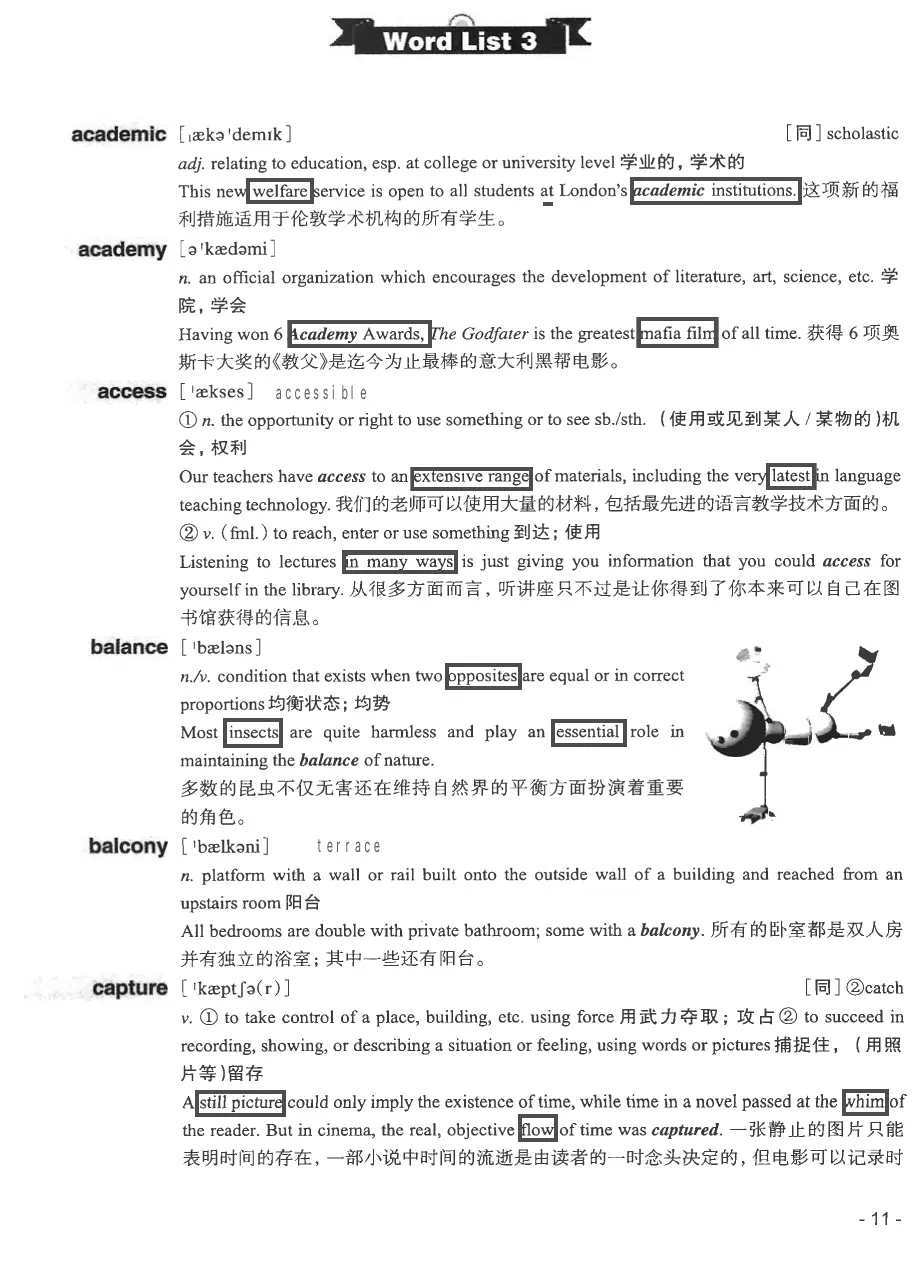 Word List 3
academic [ˌækəˈdemɪk] [同] scholastic
adj. relating to education, esp. at college or university level 学业的，学术的
This new welfare service is open to all students at London's academic institutions. 这项新的福
利措施适用于伦敦学术机构的所有学生。
academy [əˈkædəmi]
n. an official organization which encourages the development of literature, art, science, etc. 学
院，学会
Having won 6 Academy Awards, The Godfater is the greatest mafia film of all time. 获得 6 项奥
斯卡大奖的《教父》是迄今为止最棒的意大利黑帮电影。
access [ˈækses] accessible
① n. the opportunity or right to use something or to see sb./sth. (使用或见到某人/某物的)机
会，权利
Our teachers have access to an extensive range of materials, including the very latest in language
teaching technology. 我们的老师可以使用大量的材料，包括最先进的语言教学技术方面的。
② v. (fml.) to reach, enter or use something 到达；使用
Listening to lectures in many ways is just giving you information that you could access for
yourself in the library. 从很多方面而言，听讲座只不过是让你得到了你本来可以自己在图
书馆获得的信息。
balance [ˈbæləns]
n./v. condition that exists when two opposites are equal or in correct
proportions 均衡状态；均势
Most insects are quite harmless and play an essential role in
maintaining the balance of nature.
多数的昆虫不仅无害还在维持自然界的平衡方面扮演着重要
的角色。
balcony [ˈbælkəni] terrace
n. platform with a wall or rail built onto the outside wall of a building and reached from an
upstairs room 阳台
All bedrooms are double with private bathroom; some with a balcony. 所有的卧室都是双人房
并有独立的浴室；其中一些还有阳台。
capture [ˈkæptʃə(r)] [同] ②catch
v. ① to take control of a place, building, etc. using force 用武力夺取；攻占② to succeed in
recording, showing, or describing a situation or feeling, using words or pictures 捕捉住，(用照
片等)留存
A still picture could only imply the existence of time, while time in a novel passed at the whim of
the reader. But in cinema, the real, objective flow of time was captured. 一张静止的图片只能
表明时间的存在，一部小说中时间的流逝是由读者的一时念头决定的，但电影可以记录时
- 11 -